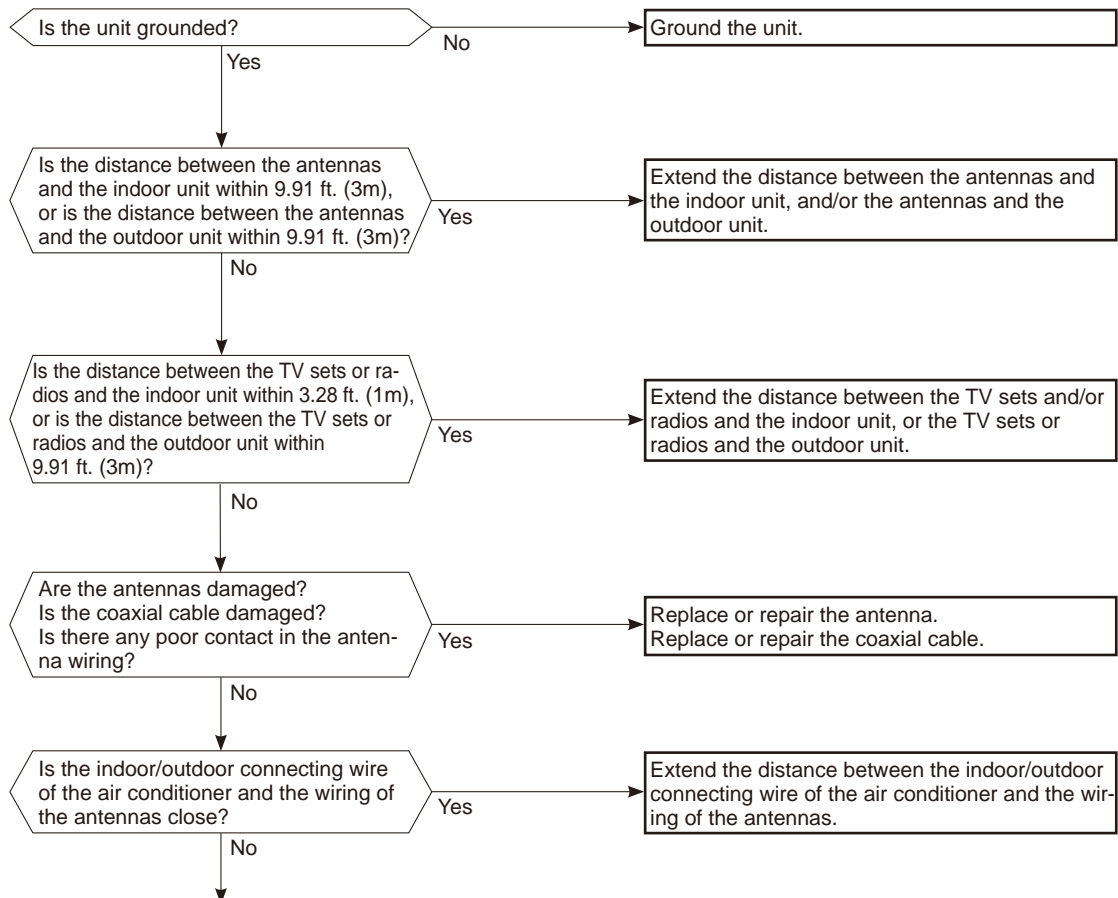 Is the unit grounded?
No
Ground the unit.
Yes
Is the distance between the antennas
and the indoor unit within 9.91 ft. (3m),
or is the distance between the antennas
and the outdoor unit within 9.91 ft. (3m)?
Yes
Extend the distance between the antennas and
the indoor unit, and/or the antennas and the
outdoor unit.
No
Is the distance between the TV sets or ra-
dios and the indoor unit within 3.28 ft. (1m),
or is the distance between the TV sets or
radios and the outdoor unit within
9.91 ft. (3m)?
Yes
Extend the distance between the TV sets and/or
radios and the indoor unit, or the TV sets or
radios and the outdoor unit.
No
Are the antennas damaged?
Is the coaxial cable damaged?
Is there any poor contact in the anten-
na wiring?
Yes
Replace or repair the antenna.
Replace or repair the coaxial cable.
No
Is the indoor/outdoor connecting wire
of the air conditioner and the wiring of
the antennas close?
Yes
Extend the distance between the indoor/outdoor
connecting wire of the air conditioner and the wir-
ing of the antennas.
No